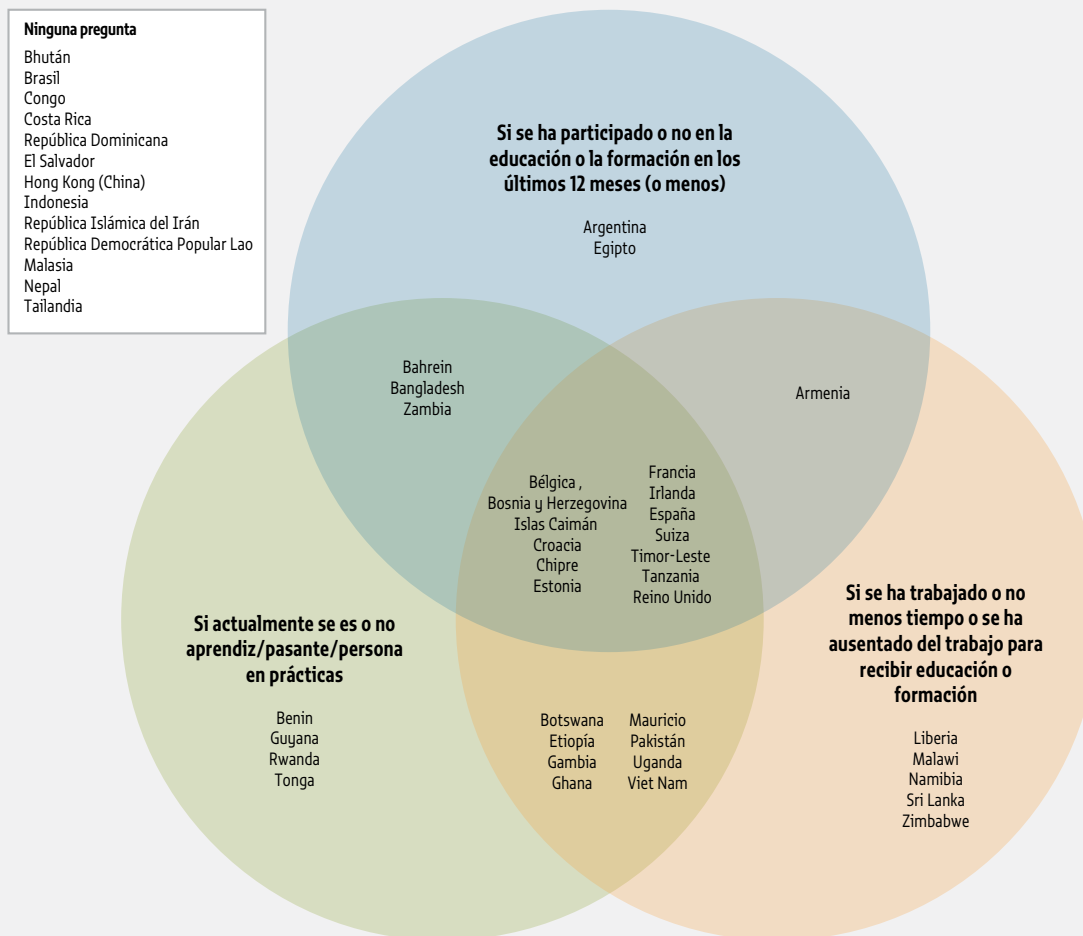 Ninguna pregunta
Bhután
Brasil
Congo
Costa Rica
República Dominicana
El Salvador
Hong Kong (China)
Indonesia
República Islámica del Irán
República Democrática Popular Lao
Malasia
Nepal
Tailandia
Si se ha participado o no en la
educación o la formación en los
últimos 12 meses (o menos)
Argentina
Egipto
Bahrein
Bangladesh
Zambia
Armenia
Bélgica ,
Bosnia y Herzegovina
Islas Caimán
Croacia
Chipre
Estonia
Francia
Irlanda
España
Suiza
Timor-Leste
Tanzania
Reino Unido
Si actualmente se es o no
aprendiz/pasante/persona
en prácticas
Benin
Guyana
Rwanda
Tonga
Botswana
Etiopía
Gambia
Ghana
Mauricio
Pakistán
Uganda
Viet Nam
Si se ha trabajado o no
menos tiempo o se ha
ausentado del trabajo para
recibir educación o
formación
Liberia
Malawi
Namibia
Sri Lanka
Zimbabwe